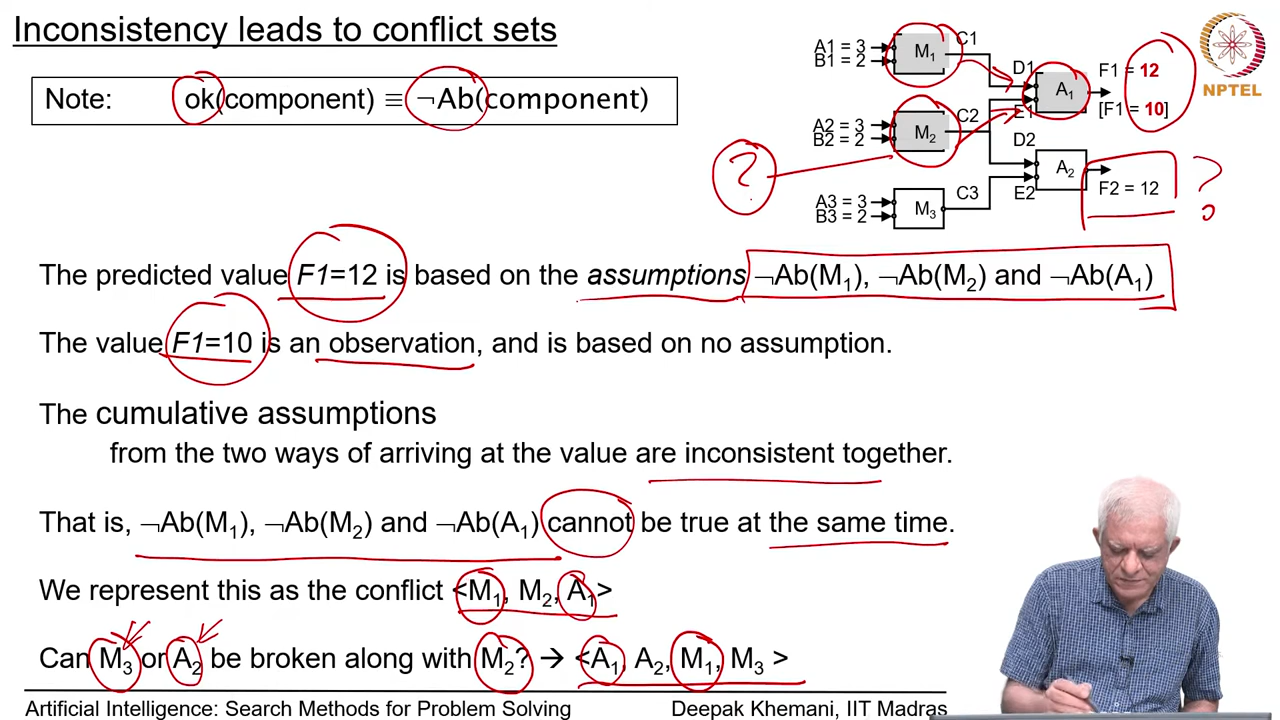 Inconsistency leads to conflict sets
Note: ok(component) ≡ ¬Ab(component)
A1 = 3
B1 = 2
M1
C1
D1
E1
A1
F1 = 12
[F1 = 10]
NPTEL
A2 = 3
B2 = 2
M2
C2
D2
E2
A2
F2 = 12
A3 = 3
B3 = 2
M3
C3
?
?
The predicted value F1=12 is based on the assumptions ¬Ab(M1), ¬Ab(M2) and ¬Ab(A1)
The value F1=10 is an observation, and is based on no assumption.
The cumulative assumptions
from the two ways of arriving at the value are inconsistent together.
That is, ¬Ab(M1), ¬Ab(M2) and ¬Ab(A1) cannot be true at the same time.
We represent this as the conflict <M1, M2, A1>
Can M3 or A2 be broken along with M2? → <A1, A2, M1, M3 >
Artificial Intelligence: Search Methods for Problem Solving
Deepak Khemani, IIT Madras